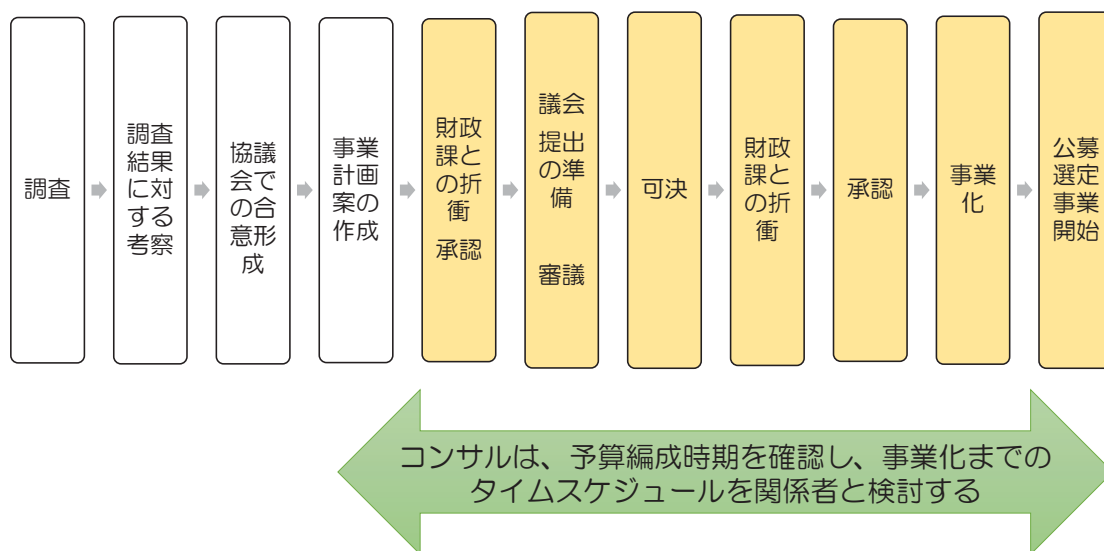 調査
調査
結果
に対
する
考察
協議
会で
の合
意形
成
事業
計画
案の
作成
財政
課と
の折
衝
承認
議会
提出
の準
備
審議
可決
財政
課と
の折
衝
承認
事業
化
公募
選定
事業
開始
コンサルは、予算編成時期を確認し、事業化までの
タイムスケジュールを関係者と検討する